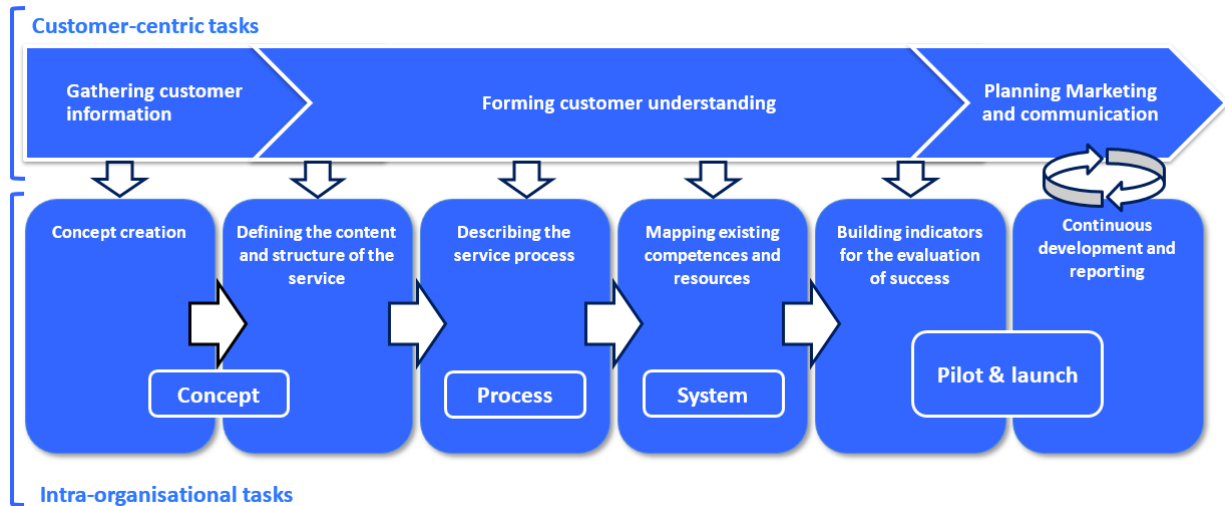 Customer-centric tasks
Gathering customer
information
Forming customer understanding
Planning Marketing
and communication
Concept creation
Defining the content
and structure of the
service
Describing the
service process
Mapping existing
competences and
resources
Building indicators
for the evaluation
of success
Continuous
development and
reporting
Concept
Process
System
Pilot & launch
Intra-organisational tasks